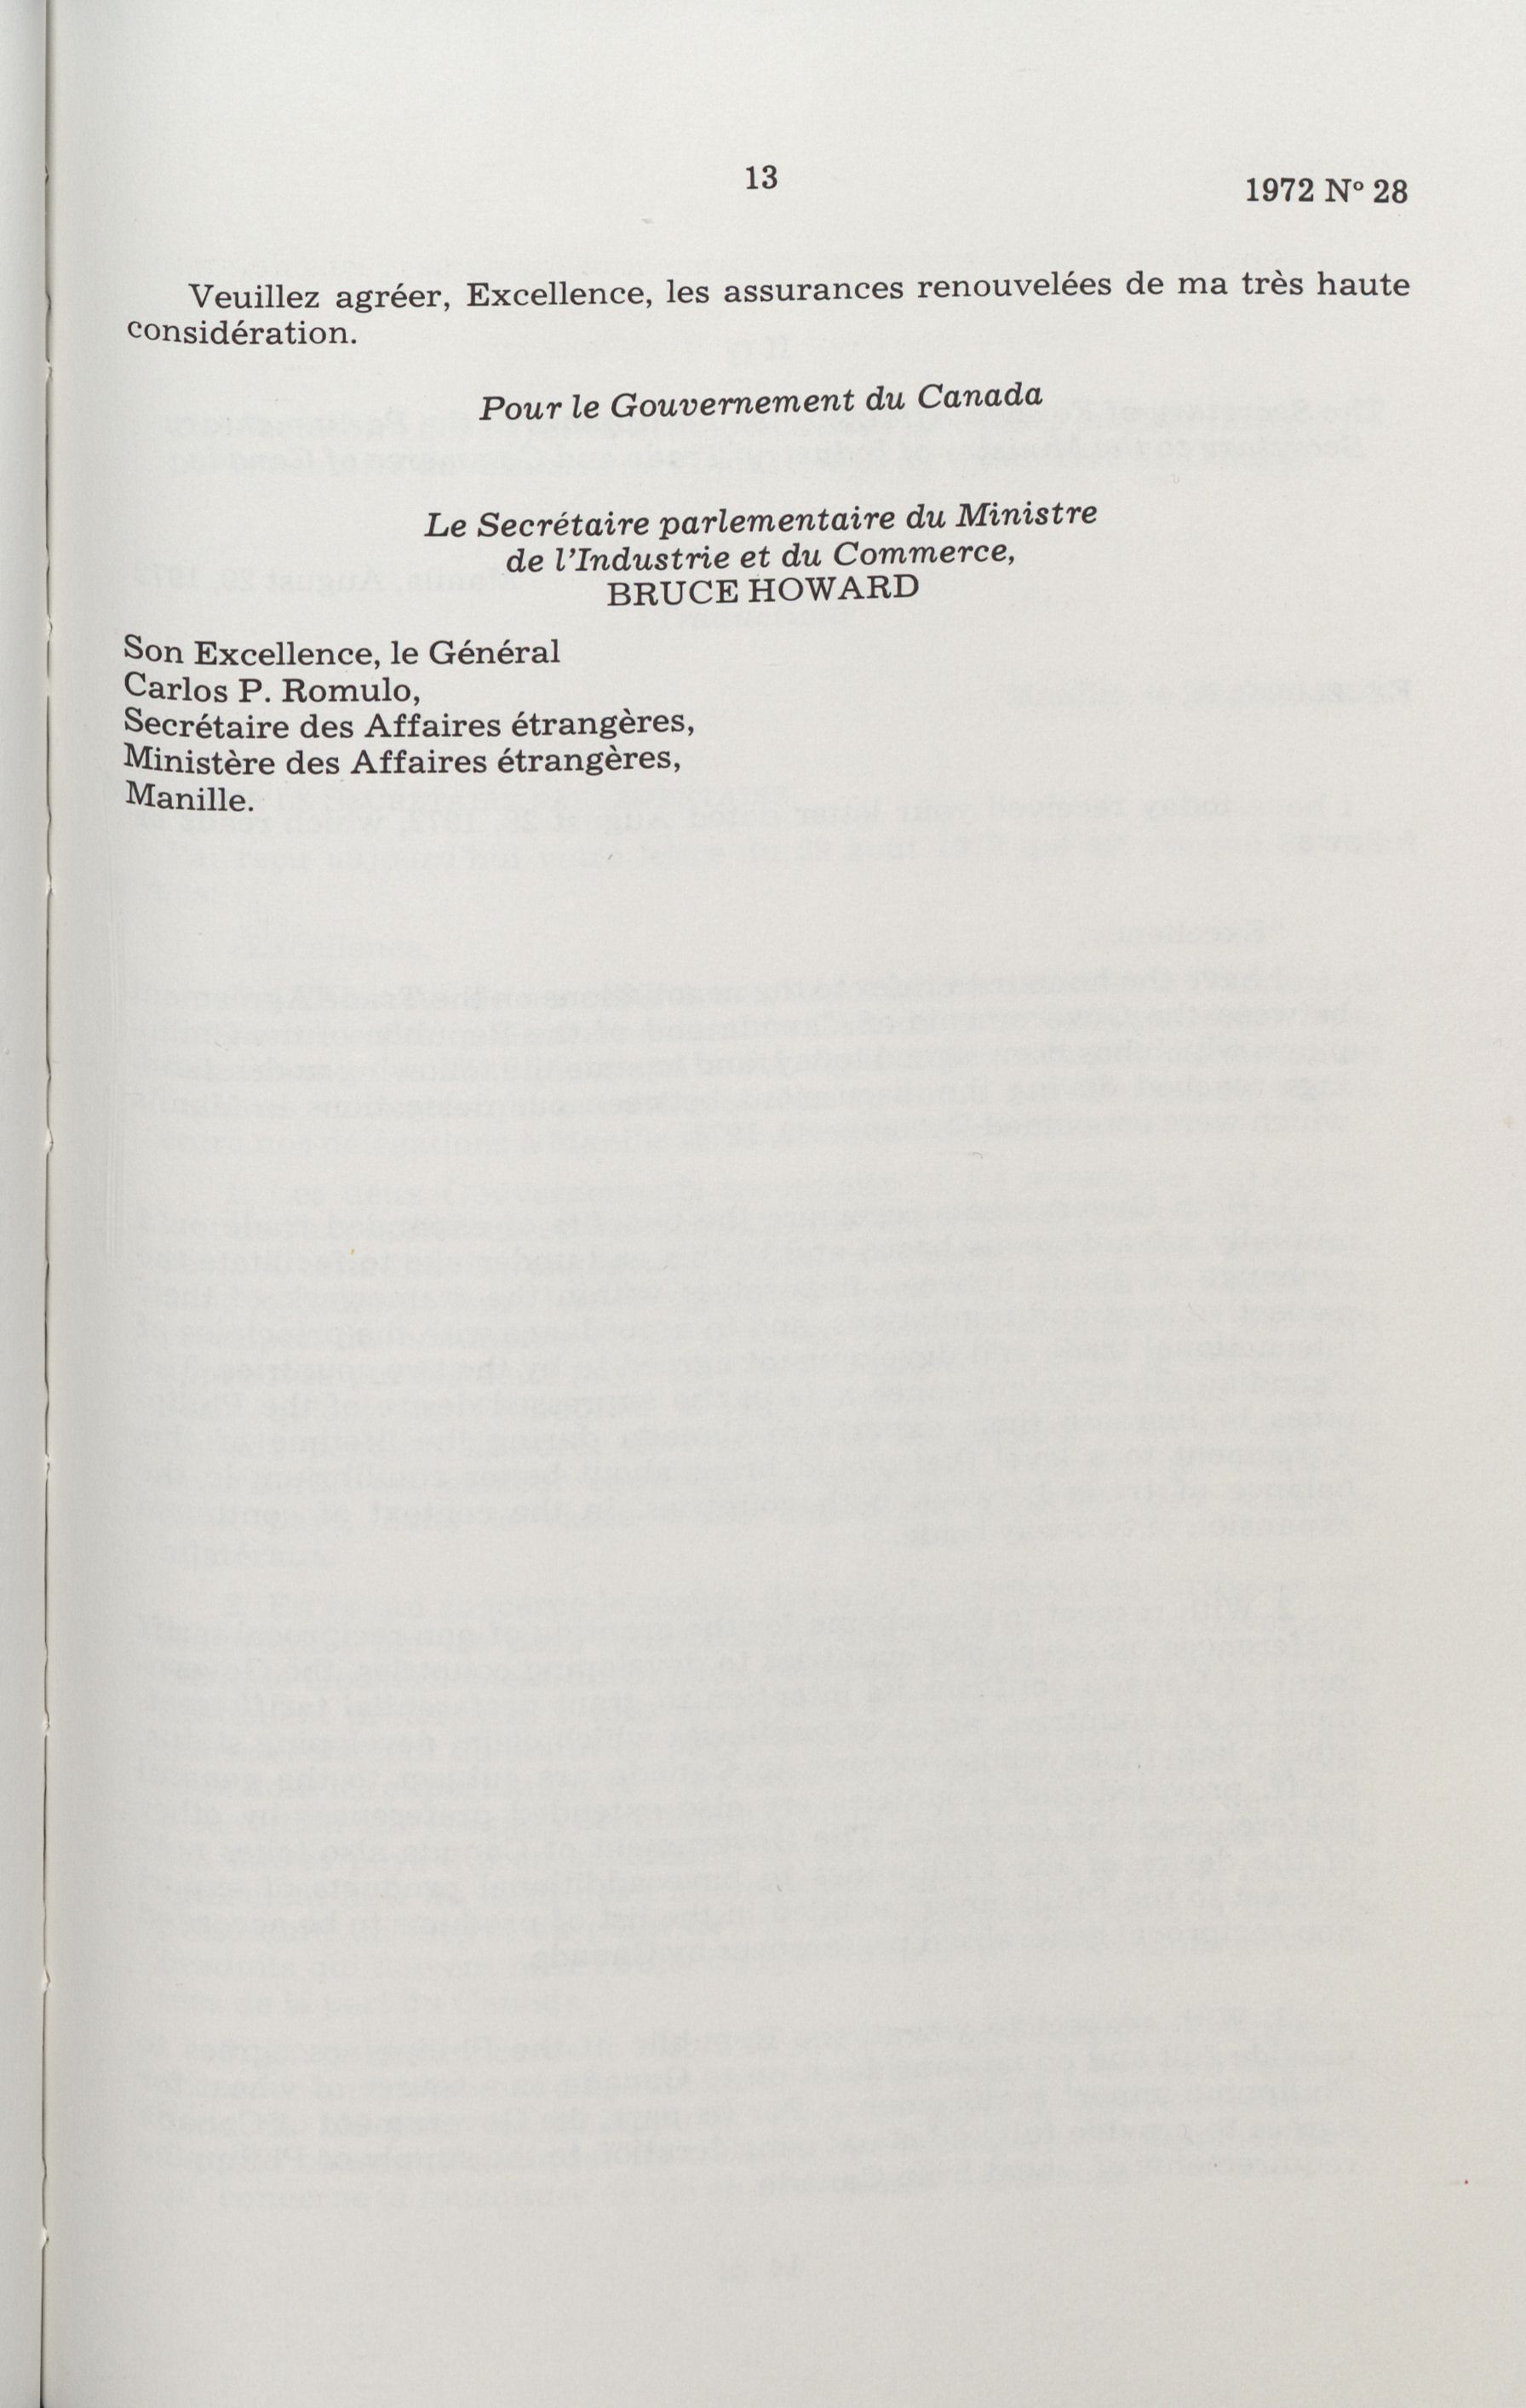 13
1972 Nº 28
Veuillez agréer, Excellence, les assurances renouvelées de ma très haute
considération.
Pour le Gouvernement du Canada
Le Secrétaire parlementaire du Ministre
de l'Industrie et du Commerce,
BRUCE HOWARD
Son Excellence, le Général
Carlos P. Romulo,
Secrétaire des Affaires étrangères,
Ministère des Affaires étrangères,
Manille.